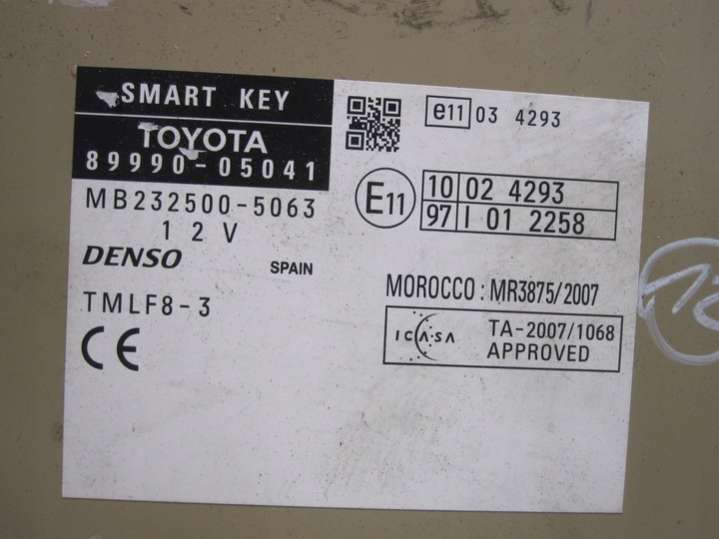 SMART KEY
TOYOTA
89990-05041
MB232500-5063
12V
DENSO SPAIN
TMLF8-3
CE
e11 03 4293
E11
10 02 4293
97 I 01 2258
MOROCCO: MR3875/2007
ICASA
TA-2007/1068
APPROVED